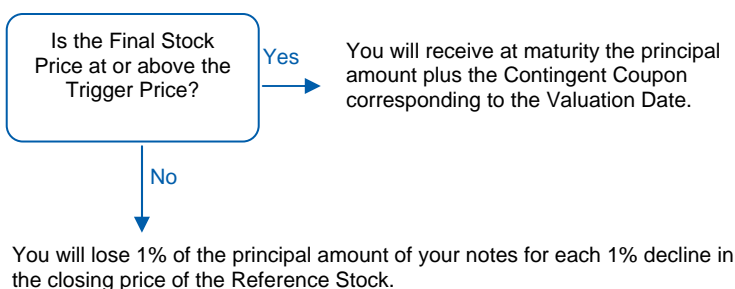 Is the Final Stock
Price at or above the
Trigger Price?
Yes
You will receive at maturity the principal
amount plus the Contingent Coupon
corresponding to the Valuation Date.
No
You will lose 1% of the principal amount of your notes for each 1% decline in
the closing price of the Reference Stock.